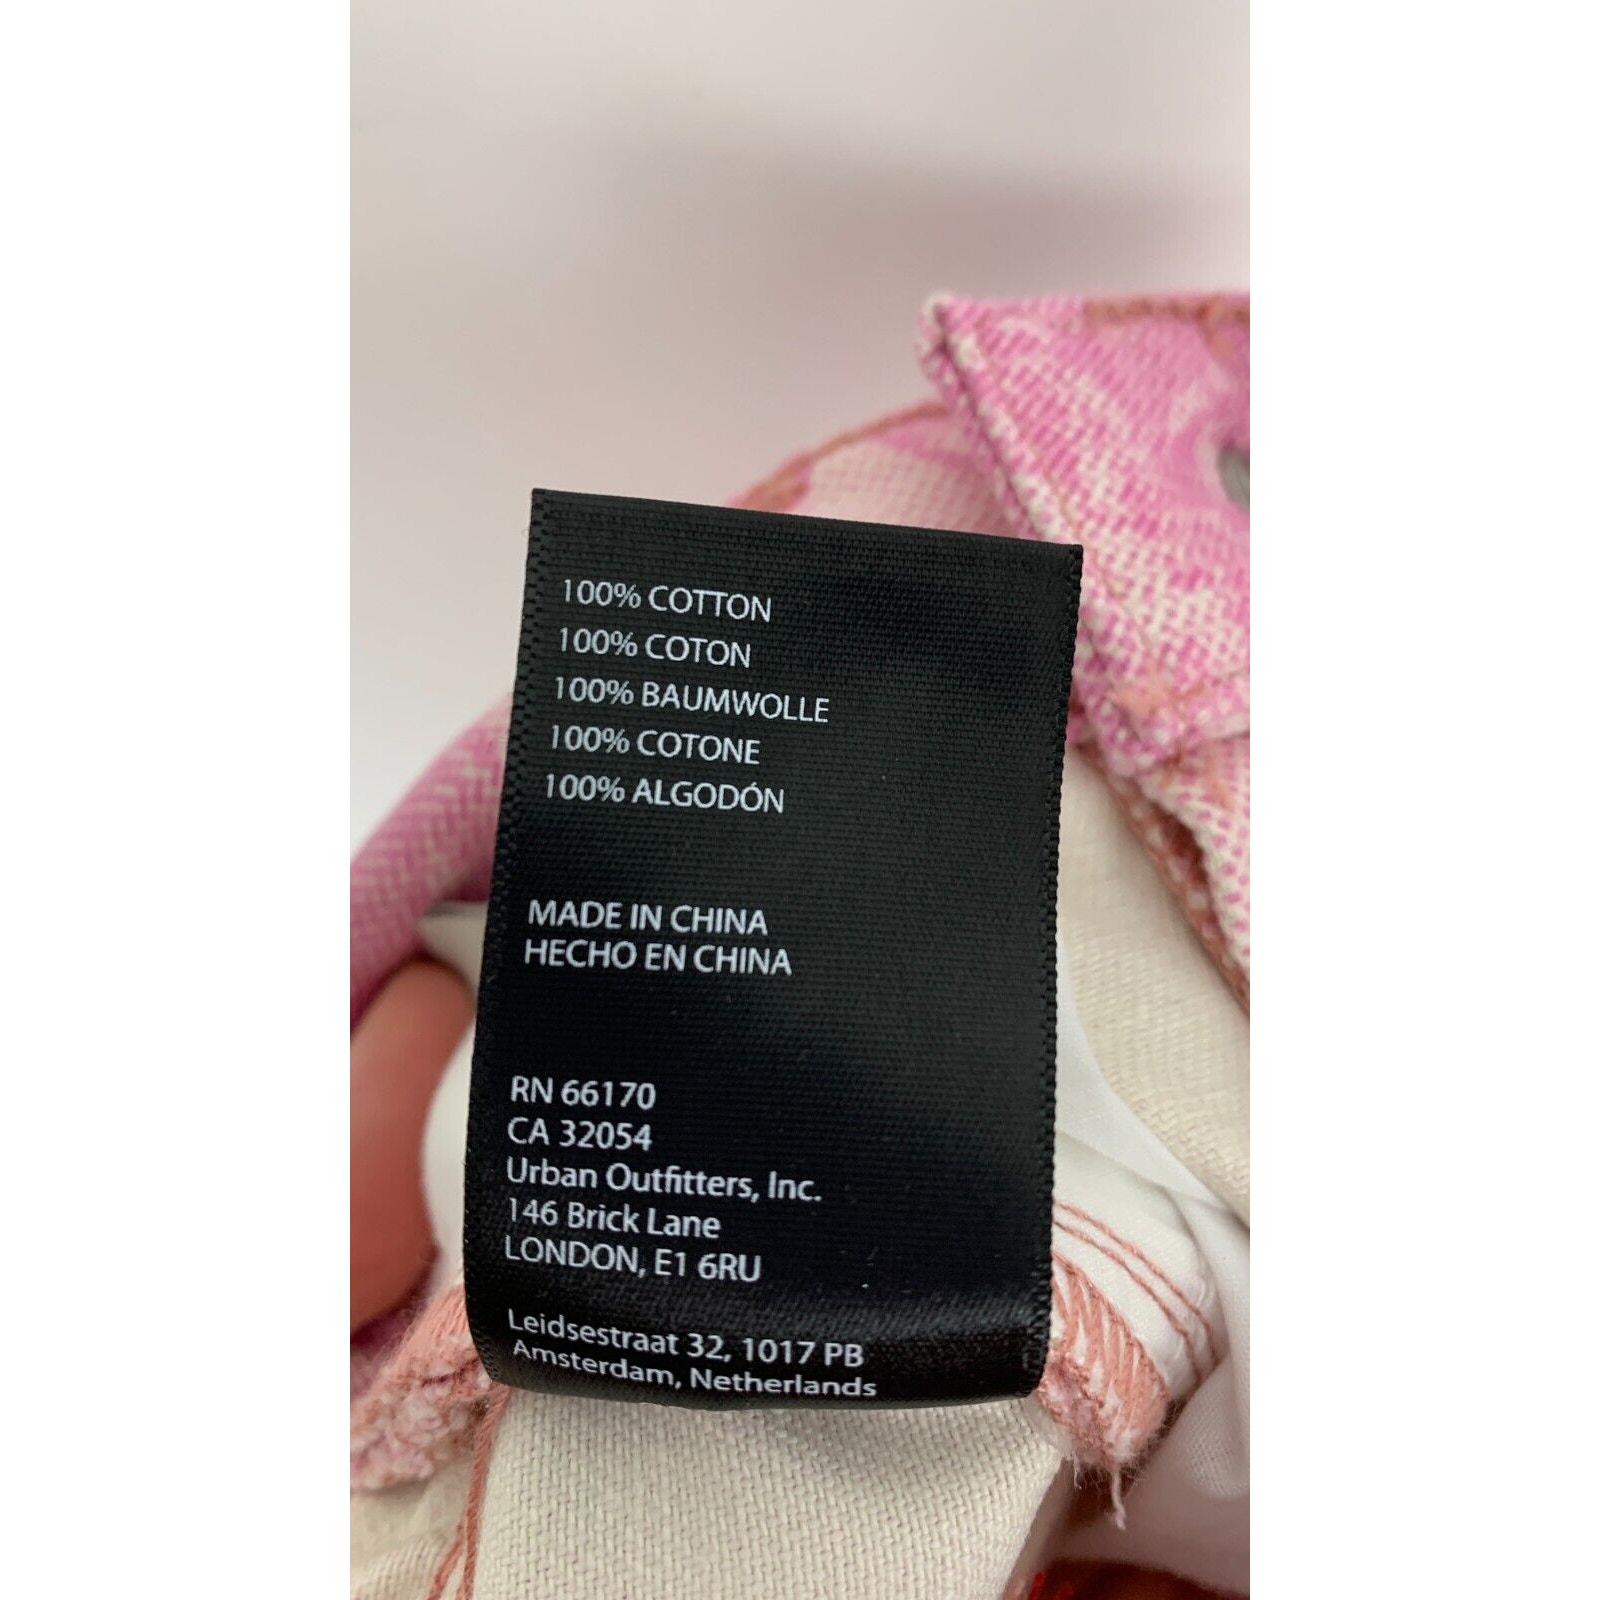 100% COTTON
100% COTON
100% BAUMWOLLE
100% COTONE
100% ALGODÓN
MADE IN CHINA
HECHO EN CHINA
RN 66170
CA 32054
Urban Outfitters, Inc.
146 Brick Lane
LONDON, E1 6RU
Leidsestraat 32, 1017 PB
Amsterdam, Netherlands